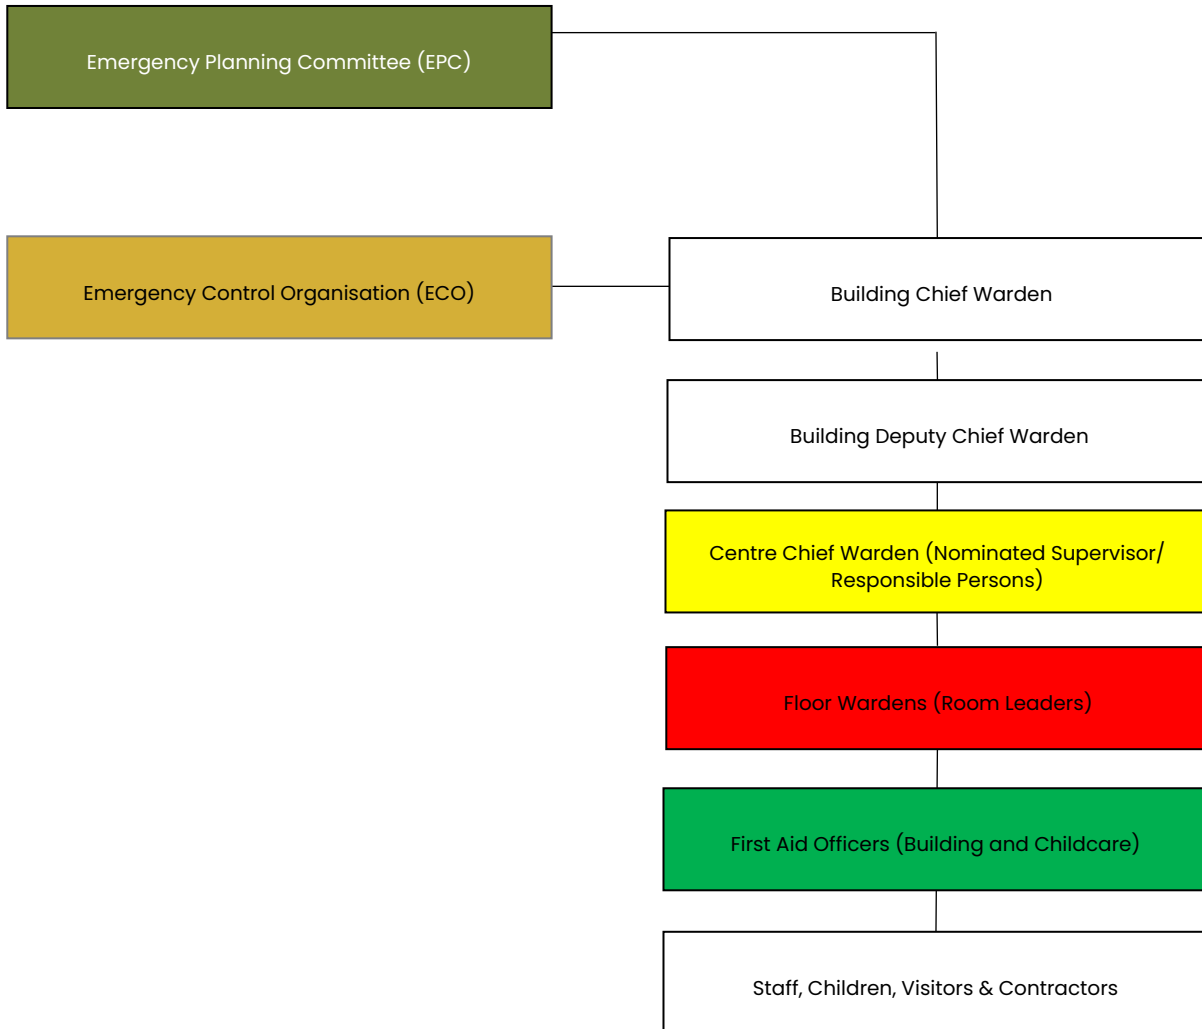 Emergency Planning Committee (EPC)
Emergency Control Organisation (ECO)
Building Chief Warden
Building Deputy Chief Warden
Centre Chief Warden (Nominated Supervisor/
Responsible Persons)
Floor Wardens (Room Leaders)
First Aid Officers (Building and Childcare)
Staff, Children, Visitors & Contractors